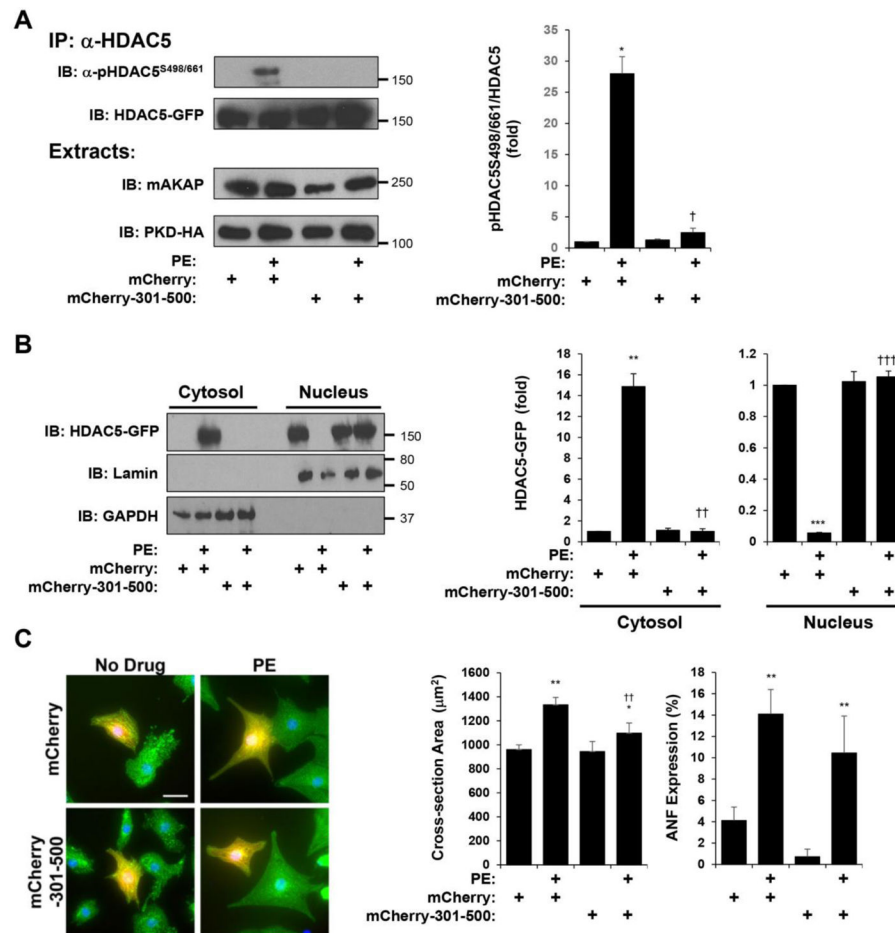 A
IP: α-HDAC5
IB: α-pHDAC5S498/661
150
IB: HDAC5-GFP
150
Extracts:
IB: mAKAP
250
IB: PKD-HA
100
PE: + +
mCherry: + +
mCherry-301-500: + +
pHDAC5S498/661/HDAC5
(fold)
35
30
25
20
15
10
5
0
*
†
PE: + +
mCherry: + +
mCherry-301-500: + +
B
Cytosol Nucleus
IB: HDAC5-GFP
150
IB: Lamin
80
50
IB: GAPDH
37
PE: + + + +
mCherry: + + + +
mCherry-301-500: + + + +
HDAC5-GFP (fold)
18
16
14
12
10
8
6
4
2
0
**
††
1.2
1
0.8
0.6
0.4
0.2
0
***
†††
PE: + + + +
mCherry: + + + +
mCherry-301-500: + + + +
Cytosol Nucleus
C
No Drug PE
mCherry
mCherry
-301-500
Cross-section Area (μm2)
1600
1400
1200
1000
800
600
400
200
0
**
††
*
ANF Expression (%)
18
16
14
12
10
8
6
4
2
0
**
**
PE: + + + +
mCherry: + + + +
mCherry-301-500: + + + +